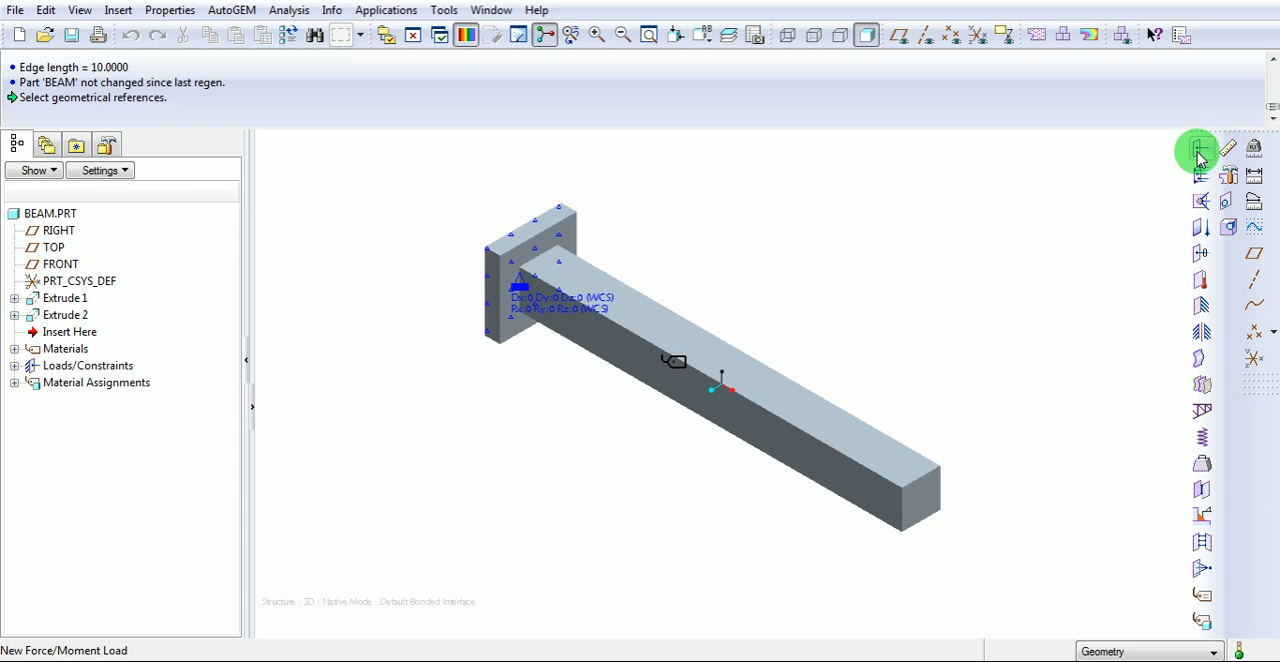 File Edit View Insert Properties AutoGEM Analysis Info Applications Tools Window Help
Edge length = 10.0000
Part 'BEAM' not changed since last regen.
Select geometrical references.
Show Settings
BEAM.PRT
RIGHT
TOP
FRONT
PRT_CSYS_DEF
Extrude 1
Extrude 2
Insert Here
Materials
Loads/Constraints
Material Assignments
Dx:0 Dy:0 Dz:0 (WCS)
Rx:0 Ry:0 Rz:0 (WCS)
Structure : 3D : Native Mode : Default Bonded Interface
New Force/Moment Load
Geometry